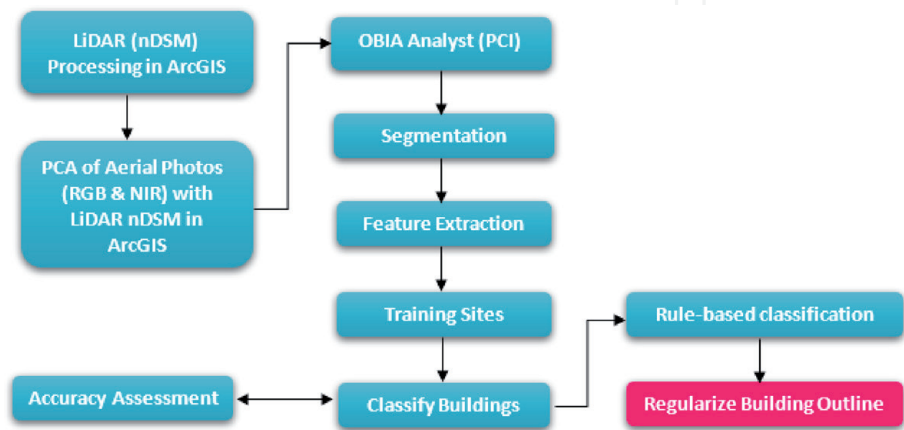 LiDAR (nDSM)
Processing in ArcGIS
PCA of Aerial Photos
(RGB & NIR) with
LiDAR nDSM in
ArcGIS
OBIA Analyst (PCI)
Segmentation
Feature Extraction
Training Sites
Classify Buildings
Accuracy Assessment
Rule-based classification
Regularize Building Outline